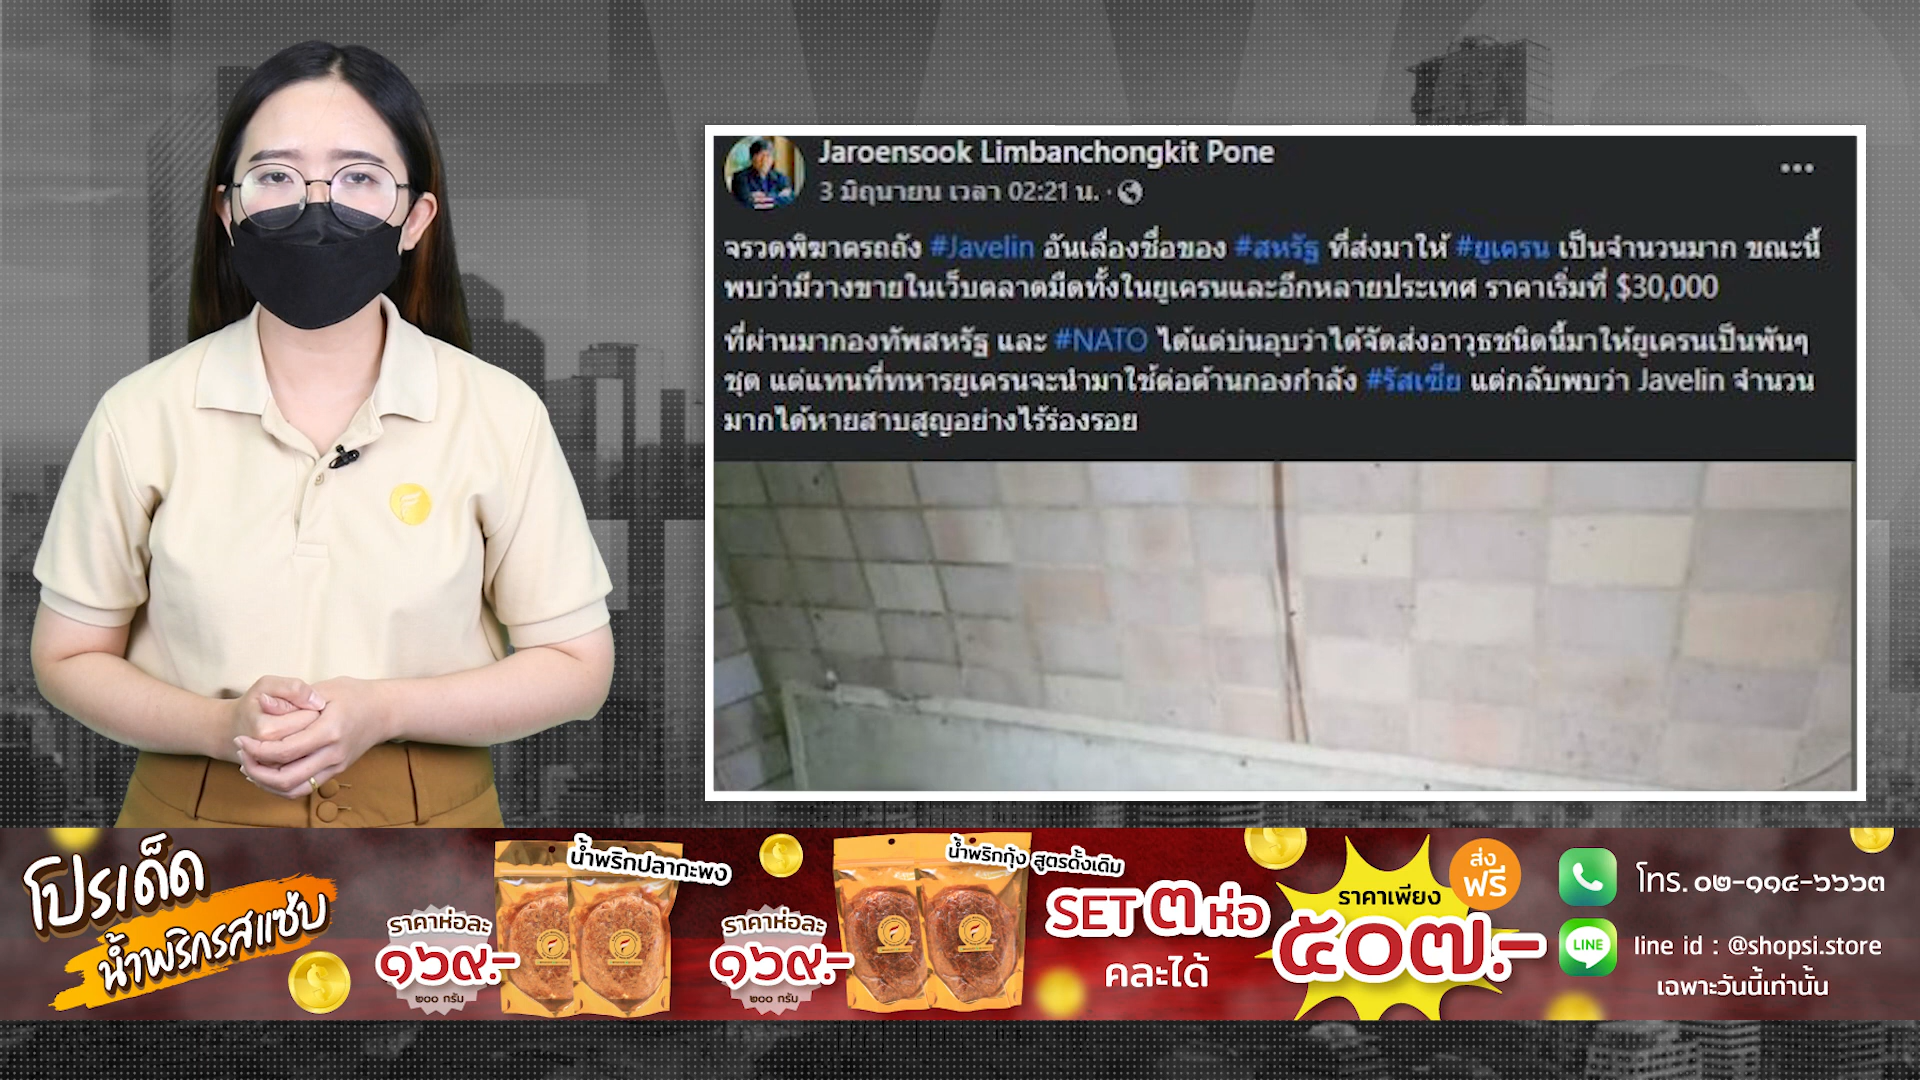 Jaroensook Limbanchongkit Pone
3 มิถุนายน เวลา 02:21 น. ·
จรวดพิฆาตรถถัง #Javelin อันเลื่องชื่อของ #สหรัฐ ที่ส่งมาให้ #ยูเครน เป็นจำนวนมาก ขณะนี้
พบว่ามีวางขายในเว็บตลาดมืดทั้งในยูเครนและอีกหลายประเทศ ราคาเริ่มที่ $30,000
ที่ผ่านมากองทัพสหรัฐ และ #NATO ได้แต่บ่นอุบว่าได้จัดส่งอาวุธชนิดนี้มาให้ยูเครนเป็นพันๆ
ชุด แต่แทนที่ทหารยูเครนจะนำมาใช้ต่อต้านกองกำลัง #รัสเซีย แต่กลับพบว่า Javelin จำนวน
มากได้หายสาบสูญอย่างไร้ร่องรอย
โปรเด็ด
น้ำพริกรสแซ่บ
ราคาห่อละ
๑๖๙.-
๒๐๐ กรัม
น้ำพริกปลากะพง
ราคาห่อละ
๑๖๙.-
๒๐๐ กรัม
น้ำพริกกุ้ง สูตรดั้งเดิม
SET ๓ ห่อ
คละได้
ราคาเพียง
๕๐๗.-
ส่ง
ฟรี
โทร. ๐๒-๑๑๔-๖๖๖๓
LINE
line id : @shopsi.store
เฉพาะวันนี้เท่านั้น